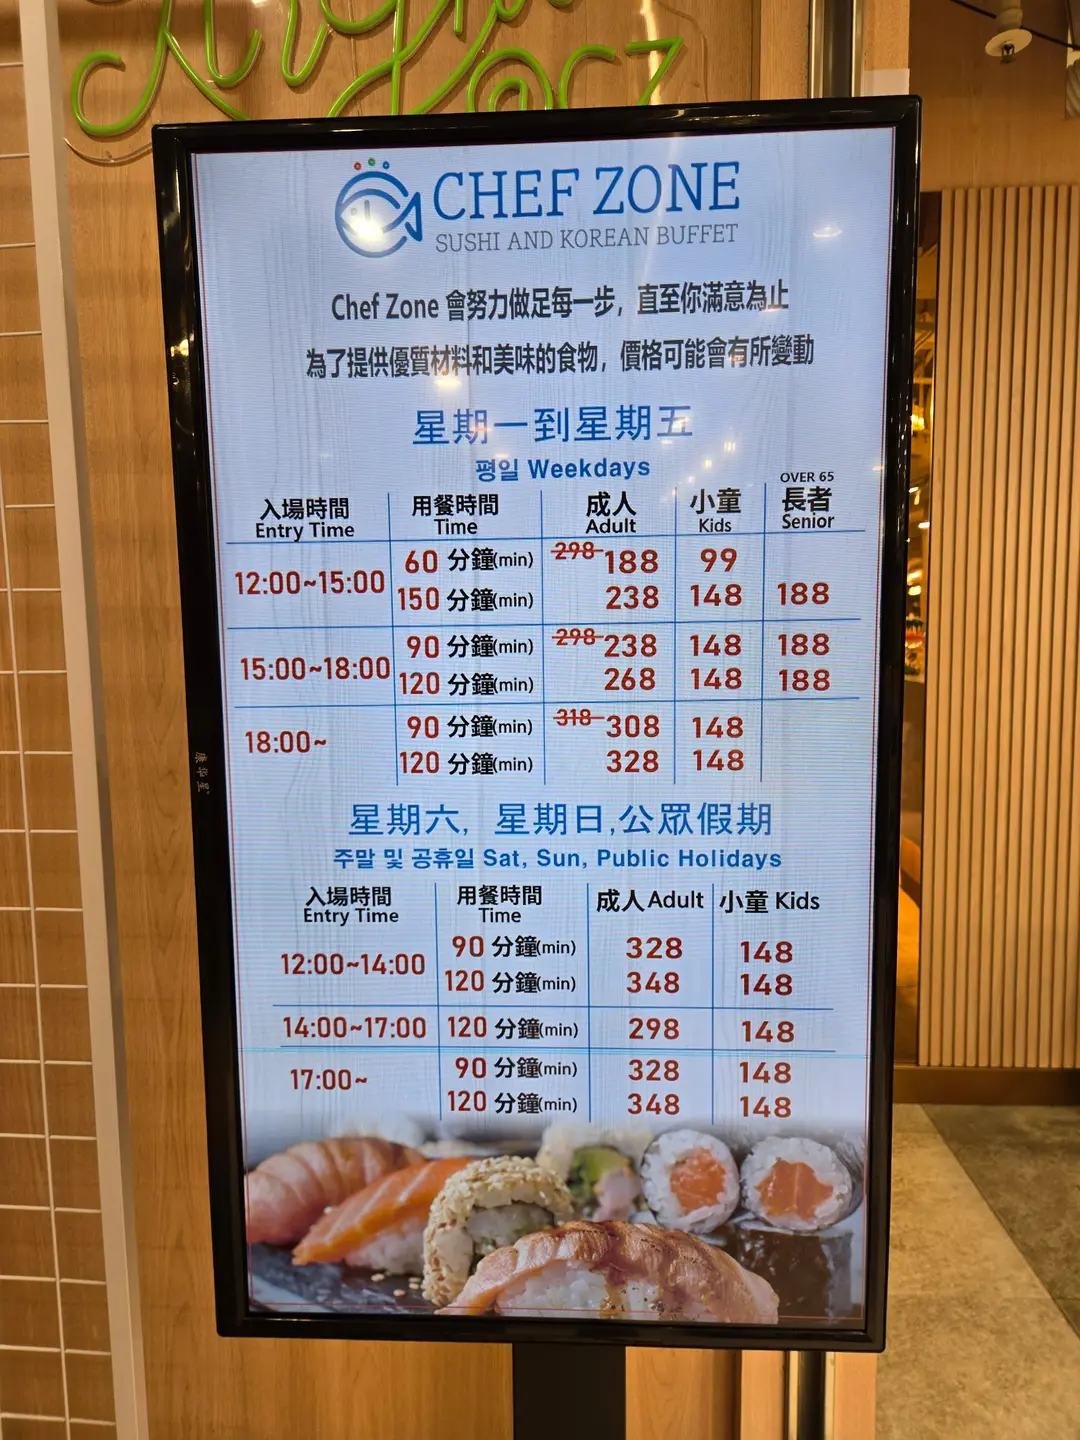 CHEF ZONE
SUSHI AND KOREAN BUFFET
Chef Zone 會努力做足每一步，直至你滿意為止
為了提供優質材料和美味的食物，價格可能會有所變動
星期一到星期五
평일 Weekdays
入場時間 用餐時間 成人 小童 OVER 65 長者
Entry Time Time Adult Kids Senior
12:00~15:00 60 分鐘(min) 298 188 99
150 分鐘(min) 238 148 188
15:00~18:00 90 分鐘(min) 298 238 148 188
120 分鐘(min) 268 148 188
18:00~ 90 分鐘(min) 318 308 148
120 分鐘(min) 328 148
星期六，星期日,公眾假期
주말 및 공휴일 Sat, Sun, Public Holidays
入場時間 用餐時間 成人 Adult 小童 Kids
Entry Time Time
12:00~14:00 90 分鐘(min) 328 148
120 分鐘(min) 348 148
14:00~17:00 120 分鐘(min) 298 148
17:00~ 90 分鐘(min) 328 148
120 分鐘(min) 348 148